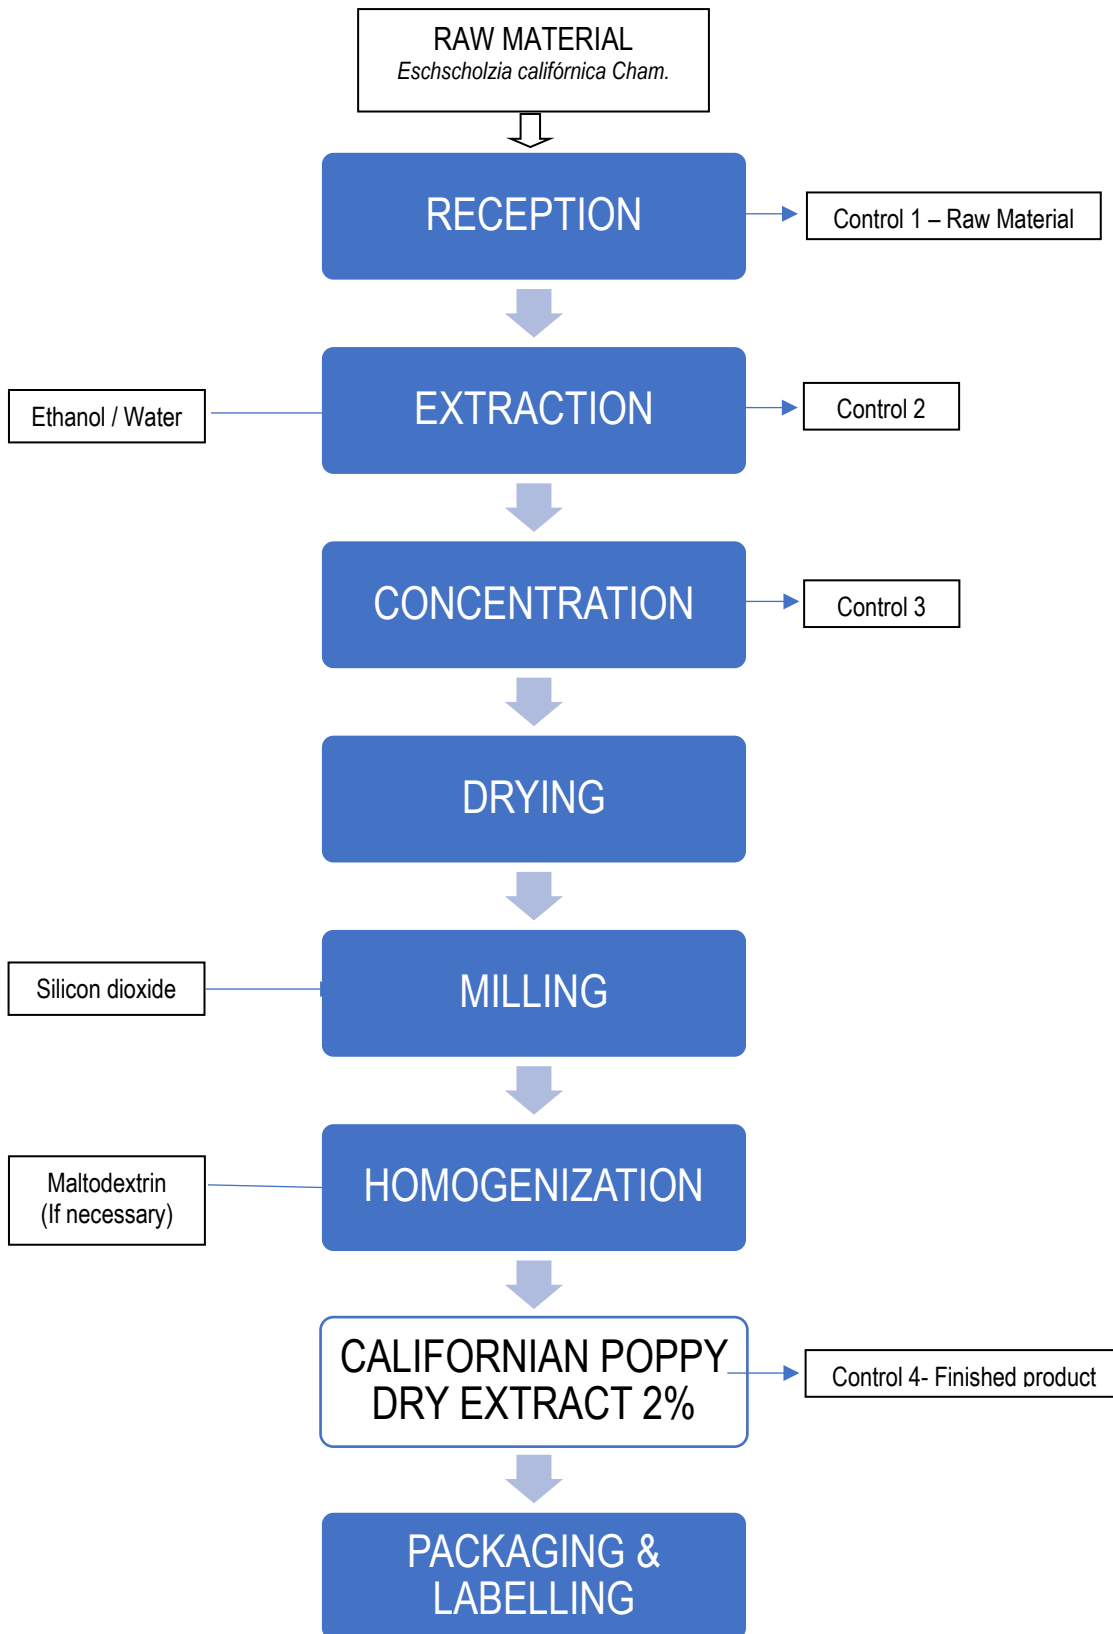 RAW MATERIAL
Eschscholzia califórnica Cham.
RECEPTION
Control 1 – Raw Material
Ethanol / Water
EXTRACTION
Control 2
CONCENTRATION
Control 3
DRYING
Silicon dioxide
MILLING
Maltodextrin
(If necessary)
HOMOGENIZATION
CALIFORNIAN POPPY
DRY EXTRACT 2%
Control 4- Finished product
PACKAGING &
LABELLING